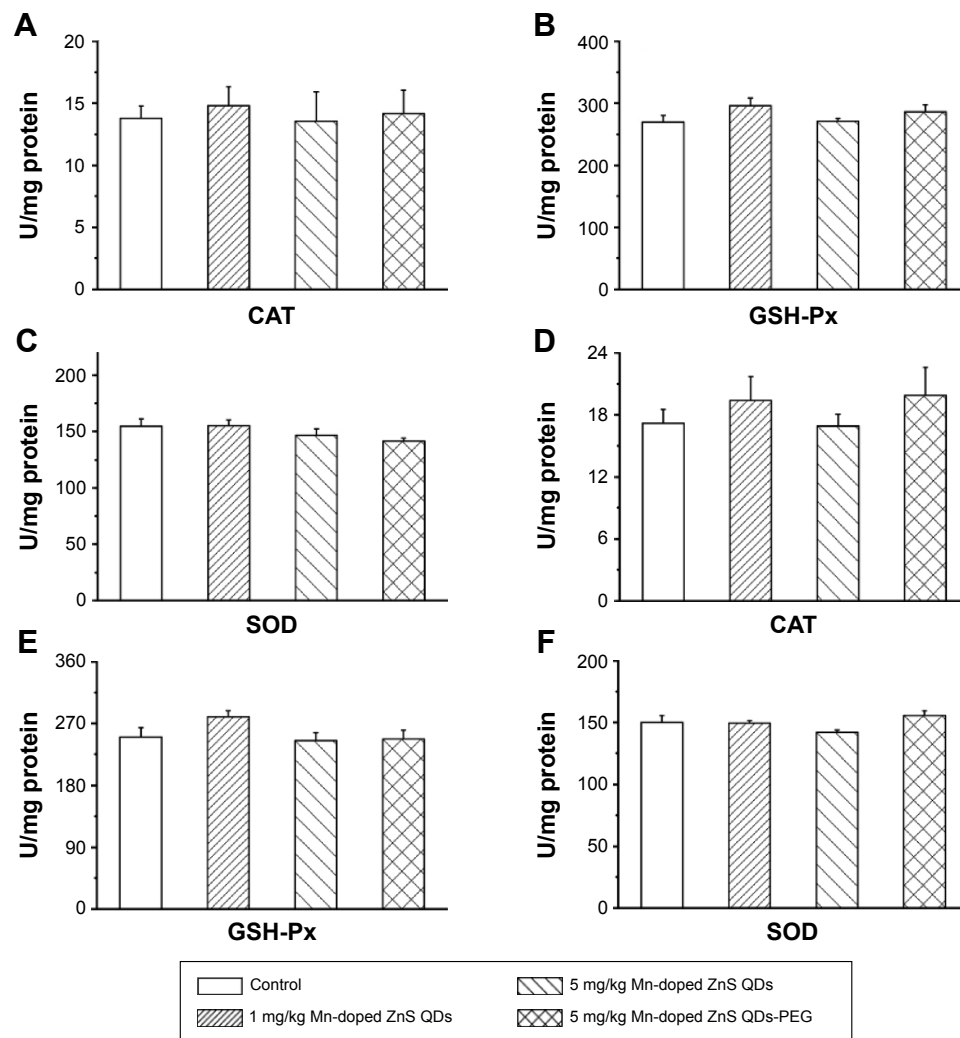 A
20
15
10
5
0
U/mg protein
CAT
B
400
300
200
100
0
U/mg protein
GSH-Px
C
200
150
100
50
0
U/mg protein
SOD
D
24
18
12
6
0
U/mg protein
CAT
E
360
270
180
90
0
U/mg protein
GSH-Px
F
200
150
100
50
0
U/mg protein
SOD
Control
5 mg/kg Mn-doped ZnS QDs
1 mg/kg Mn-doped ZnS QDs
5 mg/kg Mn-doped ZnS QDs-PEG